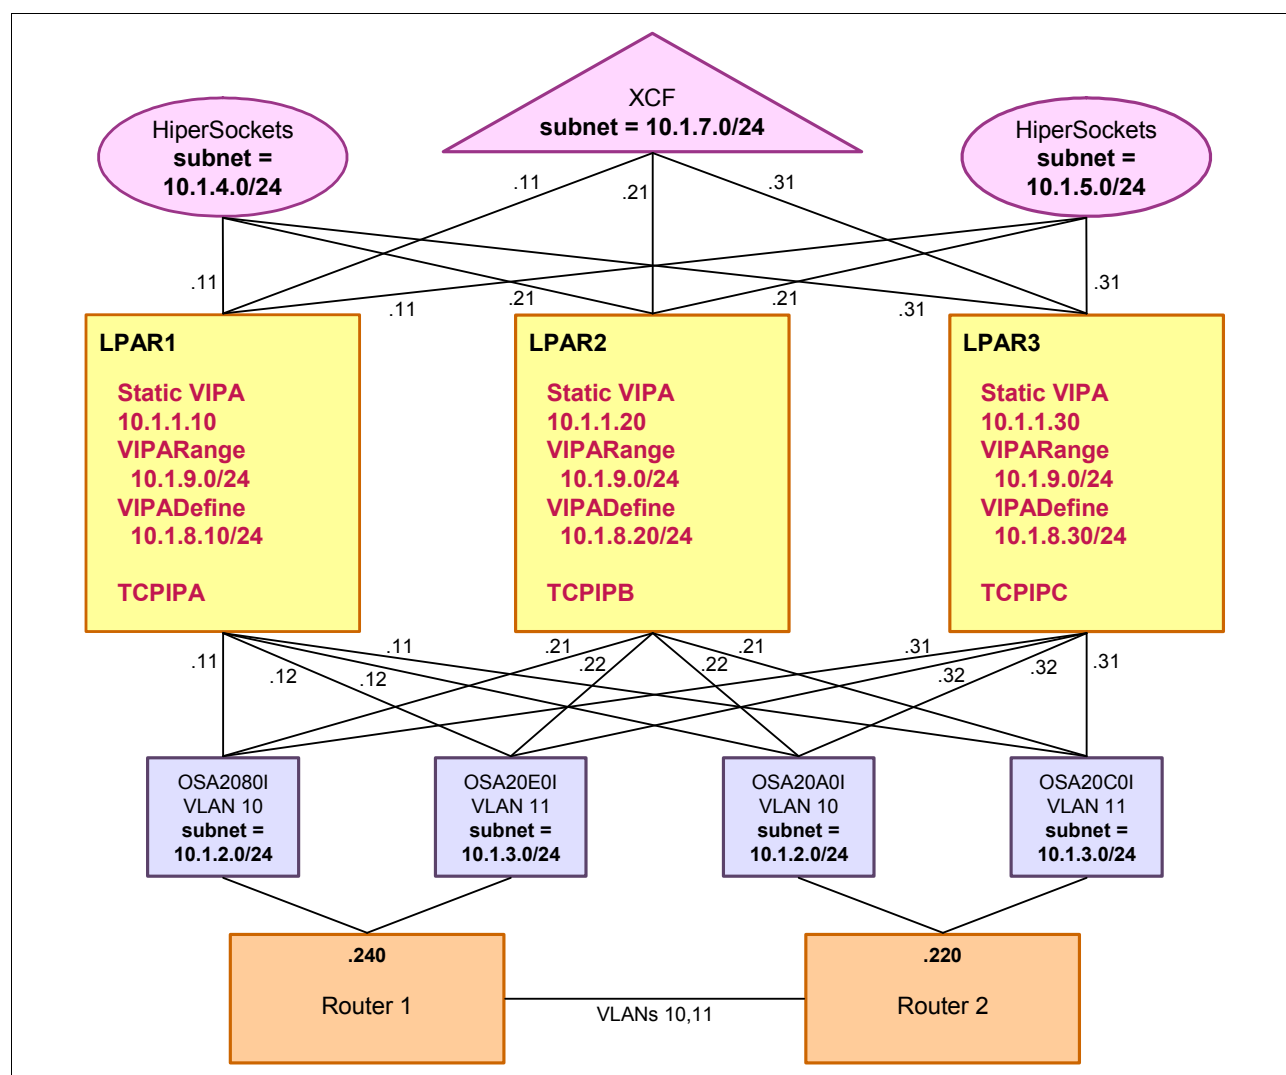 XCF
subnet = 10.1.7.0/24
HiperSockets
subnet =
10.1.4.0/24
HiperSockets
subnet =
10.1.5.0/24
.11
.21
.31
.11
.21
.11
.21
.31
.31
LPAR1
Static VIPA
10.1.1.10
VIPARange
10.1.9.0/24
VIPADefine
10.1.8.10/24
TCPIPA
LPAR2
Static VIPA
10.1.1.20
VIPARange
10.1.9.0/24
VIPADefine
10.1.8.20/24
TCPIPB
LPAR3
Static VIPA
10.1.1.30
VIPARange
10.1.9.0/24
VIPADefine
10.1.8.30/24
TCPIPC
.11
.12
.12
.11
.21
.22
.22
.21
.31
.32
.32
.31
OSA2080I
VLAN 10
subnet =
10.1.2.0/24
OSA20E0I
VLAN 11
subnet =
10.1.3.0/24
OSA20A0I
VLAN 10
subnet =
10.1.2.0/24
OSA20C0I
VLAN 11
subnet =
10.1.3.0/24
.240
Router 1
VLANs 10,11
.220
Router 2